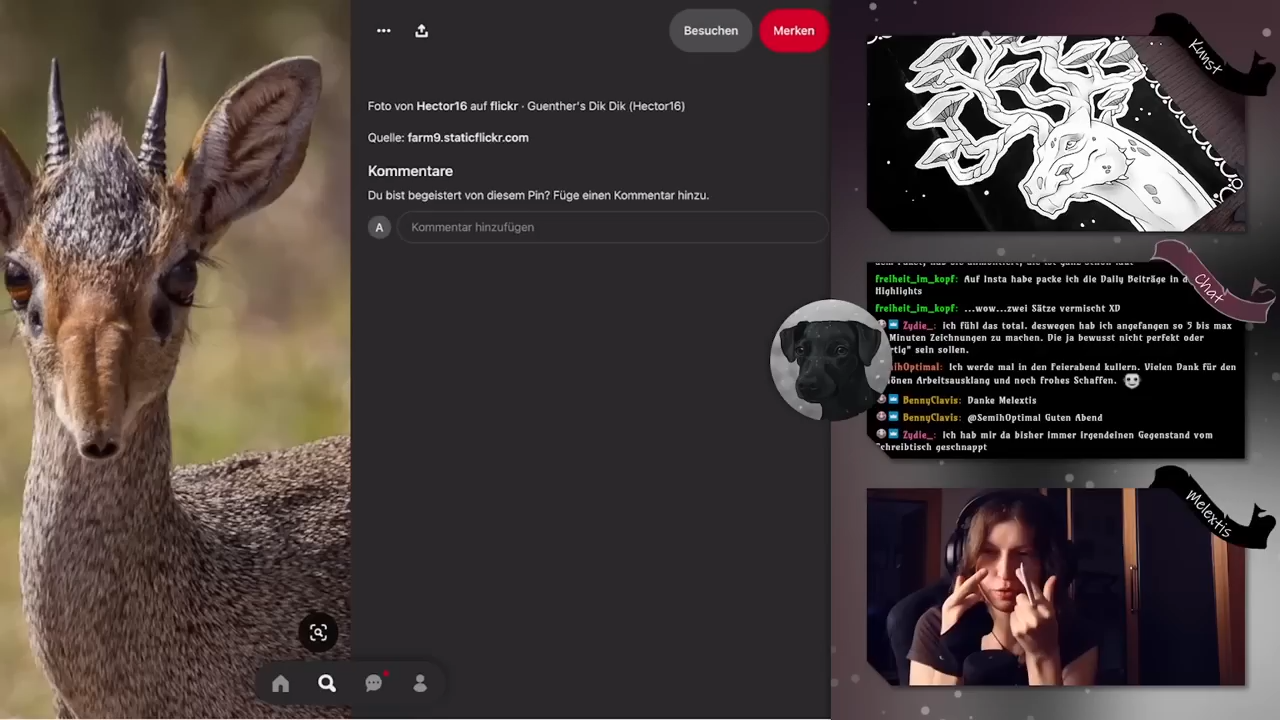 Besuchen
Merken
Foto von Hector16 auf flickr · Guenther's Dik Dik (Hector16)
Quelle: farm9.staticflickr.com
Kommentare
Du bist begeistert von diesem Pin? Füge einen Kommentar hinzu.
A
Kommentar hinzufügen
Kunst
Chat
freiheit_im_kopf: Auf Insta habe packe ich die Daily Beiträge in d
Highlights
freiheit_im_kopf: ...wow...zwei Sätze vermischt XD
Zydie_: ich fühl das total. deswegen hab ich angefangen so 5 bis max
Minuten Zeichnungen zu machen. Die ja bewusst nicht perfekt oder
rtig" sein sollen.
ihOptimal: Ich werde mal in den Feierabend kullern. Vielen Dank für den
önen Arbeitsausklang und noch frohes Schaffen.
BennyClavis: Danke Melextis
BennyClavis: @SemihOptimal Guten Abend
Zydie_: ich hab mir da bisher immer irgendeinen Gegenstand vom
Schreibtisch geschnappt
Melextis